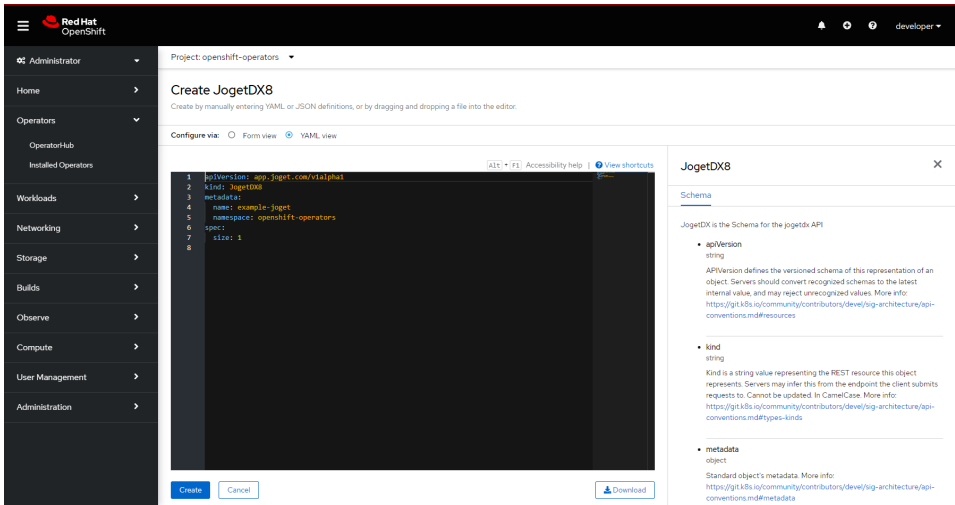 Red Hat
OpenShift
developer
Administrator
Home
Operators
OperatorHub
Installed Operators
Workloads
Networking
Storage
Builds
Observe
Compute
User Management
Administration
Project: openshift-operators
Create JogetDX8
Create by manually entering YAML or JSON definitions, or by dragging and dropping a file into the editor.
Configure via: Form view YAML view
Alt + F1 Accessibility help | View shortcuts
1 apiVersion: app.joget.com/v1alpha1
2 kind: JogetDX8
3 metadata:
4 name: example-joget
5 namespace: openshift-operators
6 spec:
7 size: 1
8
Create Cancel Download
JogetDX8
Schema
JogetDX is the Schema for the jogetdx API
• apiVersion
string
APIVersion defines the versioned schema of this representation of an
object. Servers should convert recognized schemas to the latest
internal value, and may reject unrecognized values. More info:
https://git.k8s.io/community/contributors/devel/sig-architecture/api-
conventions.md#resources
• kind
string
Kind is a string value representing the REST resource this object
represents. Servers may infer this from the endpoint the client submits
requests to. Cannot be updated. In CamelCase. More info:
https://git.k8s.io/community/contributors/devel/sig-architecture/api-
conventions.md#types-kinds
• metadata
object
Standard object's metadata. More info:
https://git.k8s.io/community/contributors/devel/sig-architecture/api-
conventions.md#metadata